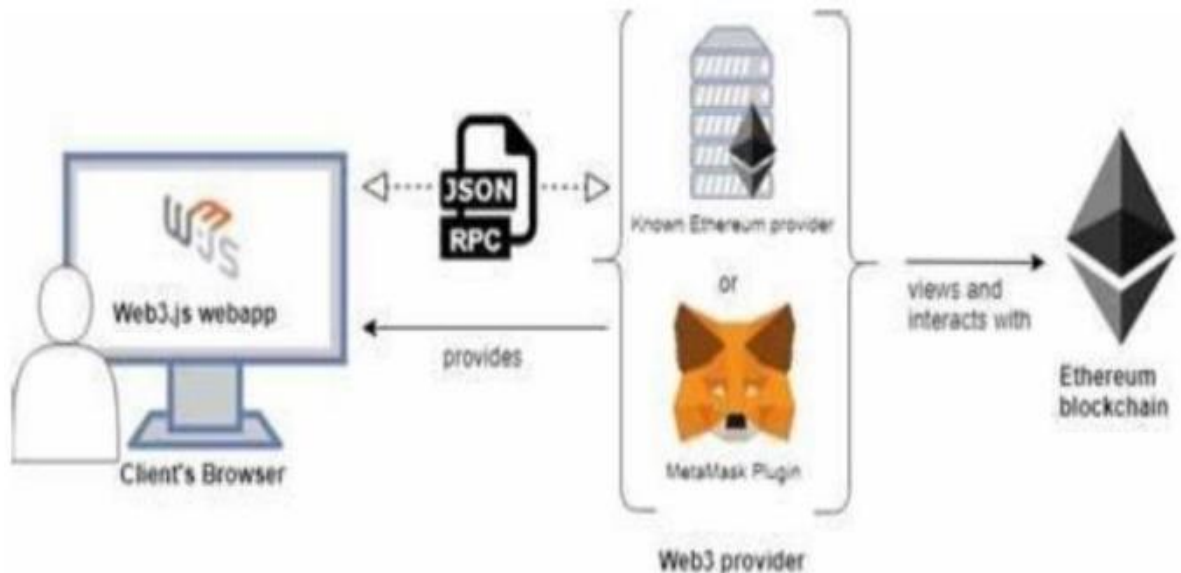 W3JS
Web3.js webapp
Client's Browser
JSON
RPC
provides
Known Ethereum provider
or
MetaMask Plugin
Web3 provider
views and
interacts with
Ethereum
blockchain